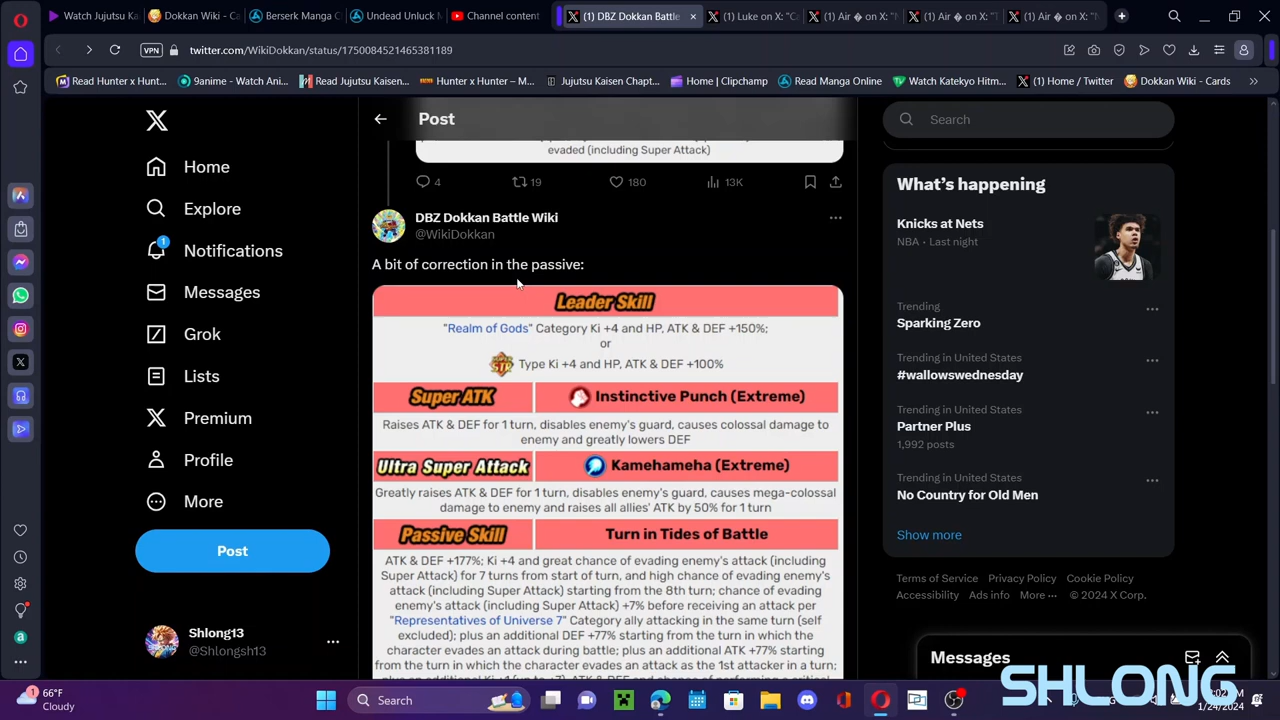 Watch Jujutsu Ka
Dokkan Wiki - Ca
Berserk Manga C
Undead Unluck M
Channel content
(1) DBZ Dokkan Battle
(1) Luke on X: "C
(1) Air � on X: "
(1) Air � on X: "T
(1) Air � on X: "N
VPN
twitter.com/WikiDokkan/status/1750084521465381189
Read Hunter x Hunt...
9anime - Watch Ani...
Read Jujutsu Kaisen...
Hunter x Hunter – M...
Jujutsu Kaisen Chapt...
Home | Clipchamp
Read Manga Online
Watch Katekyo Hitm...
(1) Home / Twitter
Dokkan Wiki - Cards
Home
Explore
1
Notifications
Messages
Grok
Lists
Premium
Profile
More
Post
Shlong13
@Shlongsh13
Post
evaded (including Super Attack)
4
19
180
13K
DBZ Dokkan Battle Wiki
@WikiDokkan
A bit of correction in the passive:
Leader Skill
"Realm of Gods" Category Ki +4 and HP, ATK & DEF +150%;
or
SUPER STR Type Ki +4 and HP, ATK & DEF +100%
Super ATK
Instinctive Punch (Extreme)
Raises ATK & DEF for 1 turn, disables enemy's guard, causes colossal damage to
enemy and greatly lowers DEF
Ultra Super Attack
Kamehameha (Extreme)
Greatly raises ATK & DEF for 1 turn, disables enemy's guard, causes mega-colossal
damage to enemy and raises all allies' ATK by 50% for 1 turn
Passive Skill
Turn in Tides of Battle
ATK & DEF +177%; Ki +4 and great chance of evading enemy's attack (including
Super Attack) for 7 turns from start of turn, and high chance of evading enemy's
attack (including Super Attack) starting from the 8th turn; chance of evading
enemy's attack (including Super Attack) +7% before receiving an attack per
"Representatives of Universe 7" Category ally attacking in the same turn (self
excluded); plus an additional DEF +77% starting from the turn in which the
character evades an attack during battle; plus an additional ATK +77% starting
from the turn in which the character evades an attack as the 1st attacker in a turn;
Search
What's happening
Knicks at Nets
NBA · Last night
Trending
Sparking Zero
Trending in United States
#wallowswednesday
Trending in United States
Partner Plus
1,992 posts
Trending in United States
No Country for Old Men
Show more
Terms of Service Privacy Policy Cookie Policy
Accessibility Ads info More ··· © 2024 X Corp.
Messages
SHLONG
1
66°F
Cloudy
Search
1/24/2024